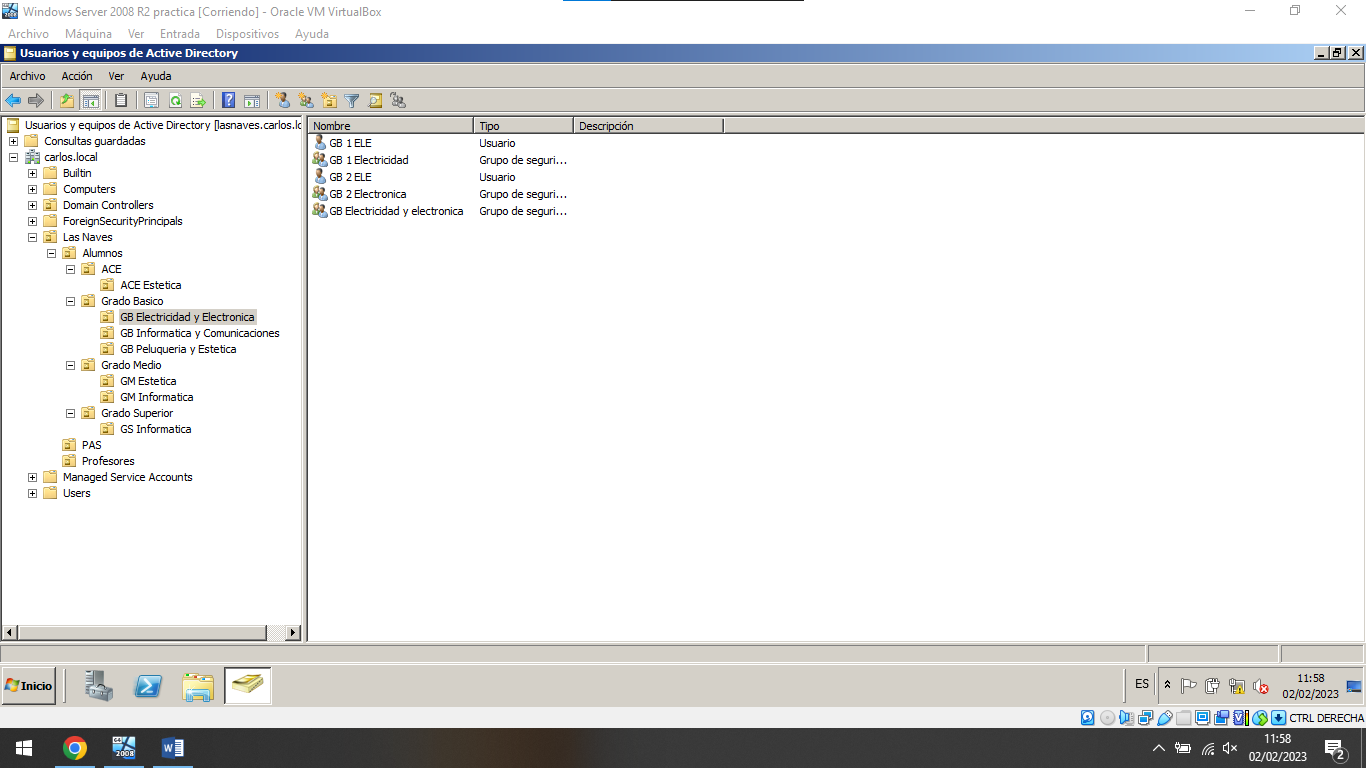 Windows Server 2008 R2 practica [Corriendo] - Oracle VM VirtualBox
Archivo Máquina Ver Entrada Dispositivos Ayuda
Usuarios y equipos de Active Directory
Archivo Acción Ver Ayuda
Usuarios y equipos de Active Directory [lasnaves.carlos.lc
Consultas guardadas
carlos.local
Builtin
Computers
Domain Controllers
ForeignSecurityPrincipals
Las Naves
Alumnos
ACE
ACE Estetica
Grado Basico
GB Electricidad y Electronica
GB Informatica y Comunicaciones
GB Peluqueria y Estetica
Grado Medio
GM Estetica
GM Informatica
Grado Superior
GS Informatica
PAS
Profesores
Managed Service Accounts
Users
Nombre Tipo Descripción
GB 1 ELE Usuario
GB 1 Electricidad Grupo de seguri...
GB 2 ELE Usuario
GB 2 Electronica Grupo de seguri...
GB Electricidad y electronica Grupo de seguri...
Inicio
ES
11:58
02/02/2023
CTRL DERECHA
2008
W
11:58
02/02/2023
2